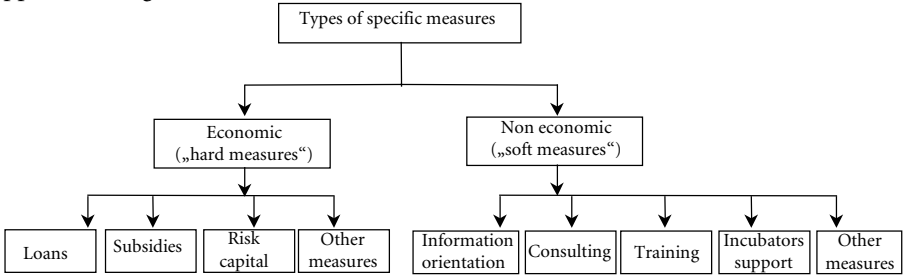 Types of specific measures
Economic
(„hard measures“)
Non economic
(„soft measures“)
Loans
Subsidies
Risk
capital
Other
measures
Information
orientation
Consulting
Training
Incubators
support
Other
measures